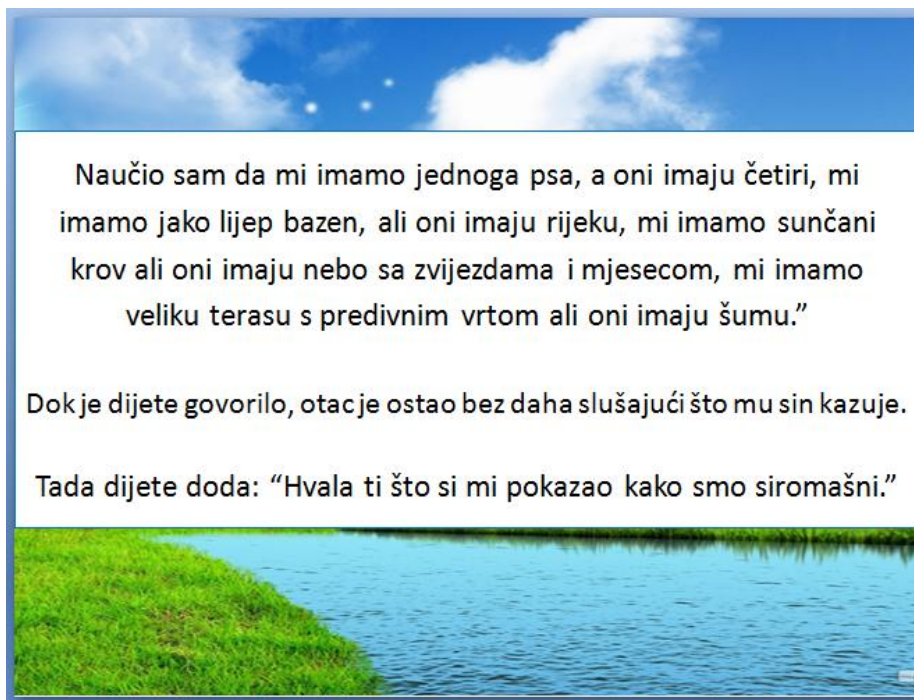 Naučio sam da mi imamo jednoga psa, a oni imaju četiri, mi
imamo jako lijep bazen, ali oni imaju rijeku, mi imamo sunčani
krov ali oni imaju nebo sa zvijezdama i mjesecom, mi imamo
veliku terasu s predivnim vrtom ali oni imaju šumu.”
Dok je dijete govorilo, otac je ostao bez daha slušajući što mu sin kazuje.
Tada dijete doda: “Hvala ti što si mi pokazao kako smo siromašni.”